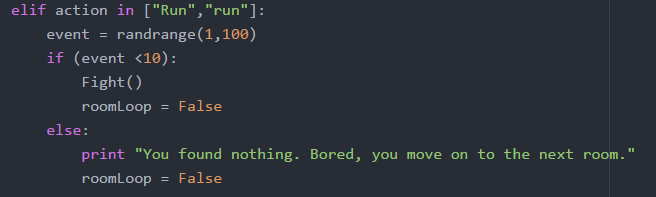 elif action in ["Run","run"]:
    event = randrange(1,100)
    if (event <10):
        Fight()
        roomLoop = False
    else:
        print "You found nothing. Bored, you move on to the next room."
        roomLoop = False